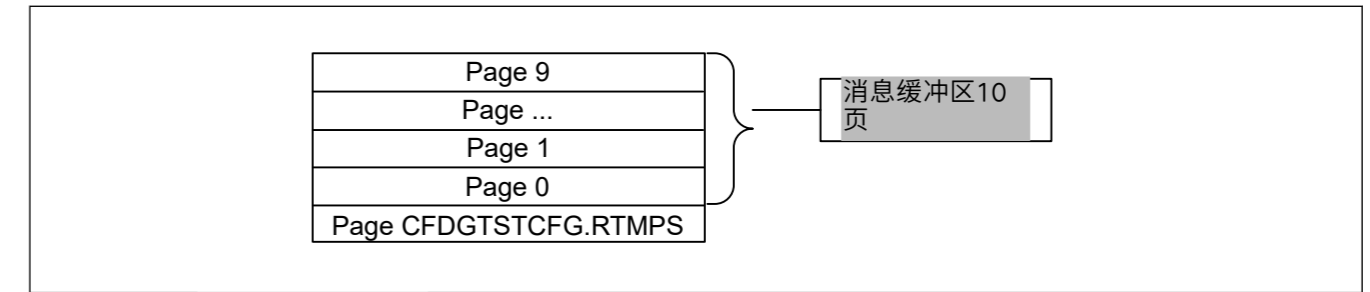 Page 9
Page ...
Page 1
Page 0
Page CFDGTSTCFG.RTMPS
消息缓冲区10
页